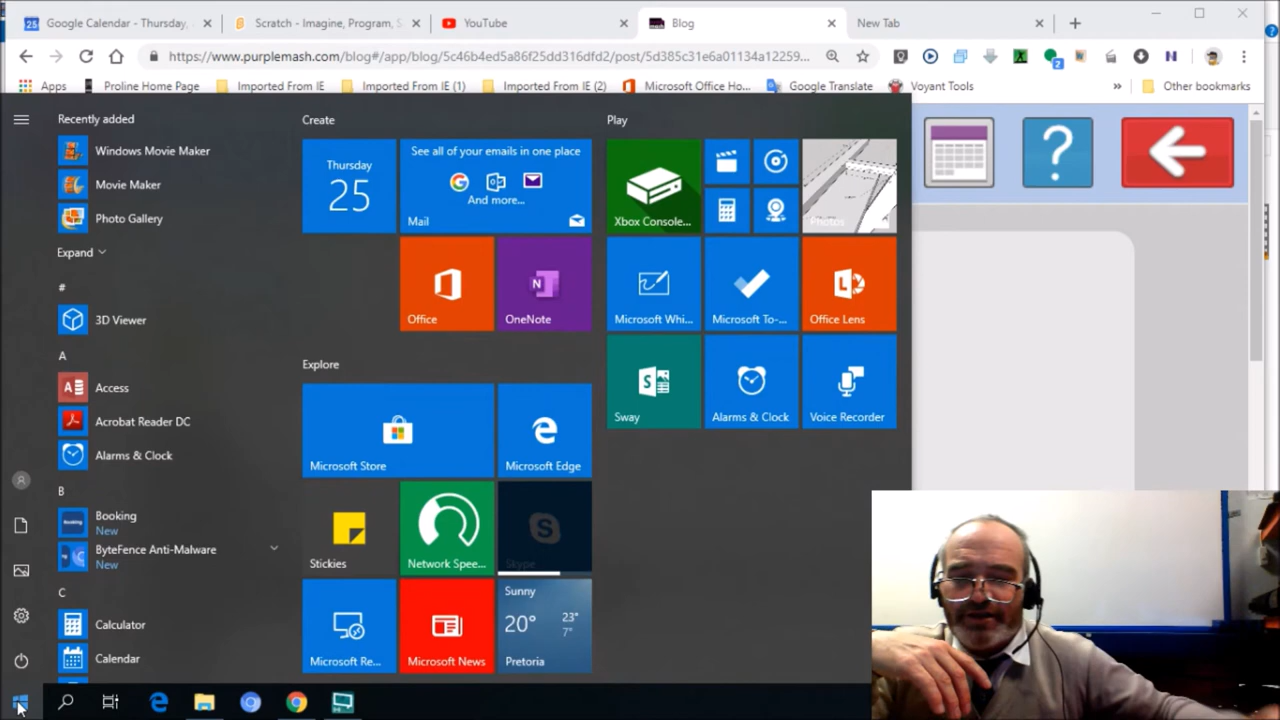 Google Calendar - Thursday,
Scratch - Imagine, Program, S
YouTube
Blog
New Tab
https://www.purplemash.com/blog#/app/blog/5c46b4ed5a86f25dd316dfd2/post/5d385c31e6a01134a12259...
2
Apps
Proline Home Page
Imported From IE
Imported From IE (1)
Imported From IE (2)
Microsoft Office Ho...
Google Translate
Voyant Tools
»
Other bookmarks
Recently added
Windows Movie Maker
Movie Maker
Photo Gallery
Expand
#
3D Viewer
A
Access
Acrobat Reader DC
Alarms & Clock
B
Booking
New
ByteFence Anti-Malware
New
C
Calculator
Calendar
Create
Thursday
25
See all of your emails in one place
And more...
Mail
Office
OneNote
Explore
Microsoft Store
Microsoft Edge
Stickies
Network Spee...
Skype
Microsoft Re...
Microsoft News
Sunny
20°
23°
7°
Pretoria
Play
Xbox Console...
Photos
Microsoft Whi...
Microsoft To-...
Office Lens
Sway
Alarms & Clock
Voice Recorder
?